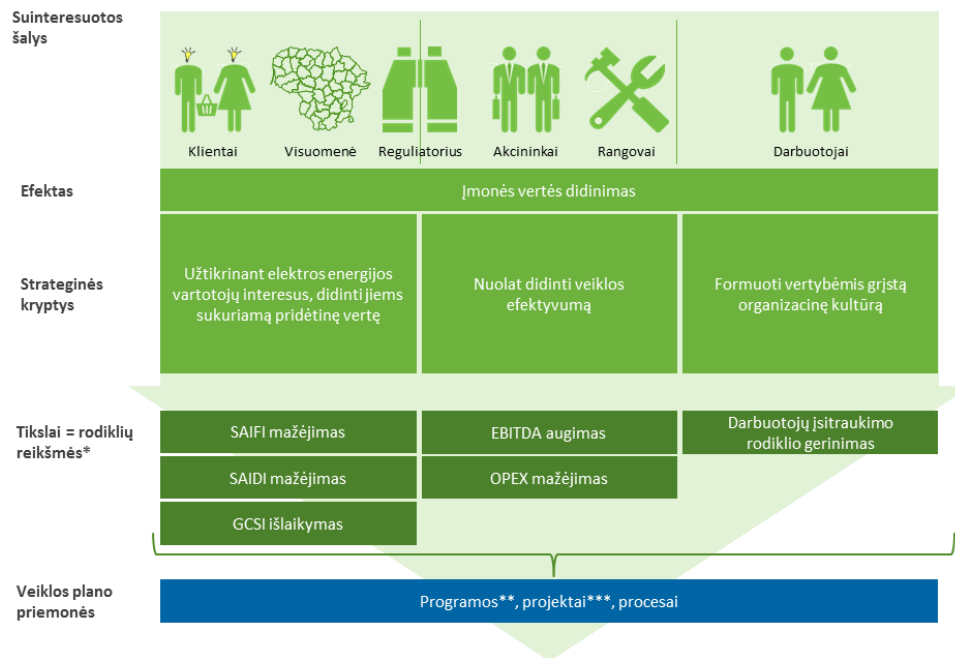 Suinteresuotos
šalys
Klientai
Visuomenė
Reguliatorius
Akcininkai
Rangovai
Darbuotojai
Efektas
Įmonės vertės didinimas
Strateginės
kryptys
Užtikrinant elektros energijos
vartotojų interesus, didinti jiems
sukuriamą pridėtinę vertę
Nuolat didinti veiklos
efektyvumą
Formuoti vertybėmis grįstą
organizacinę kultūrą
Tikslai = rodiklių
reikšmės*
SAIFI mažėjimas
EBITDA augimas
Darbuotojų įsitraukimo
rodiklio gerinimas
SAIDI mažėjimas
OPEX mažėjimas
GCSI išlaikymas
Veiklos plano
priemonės
Programos**, projektai***, procesai